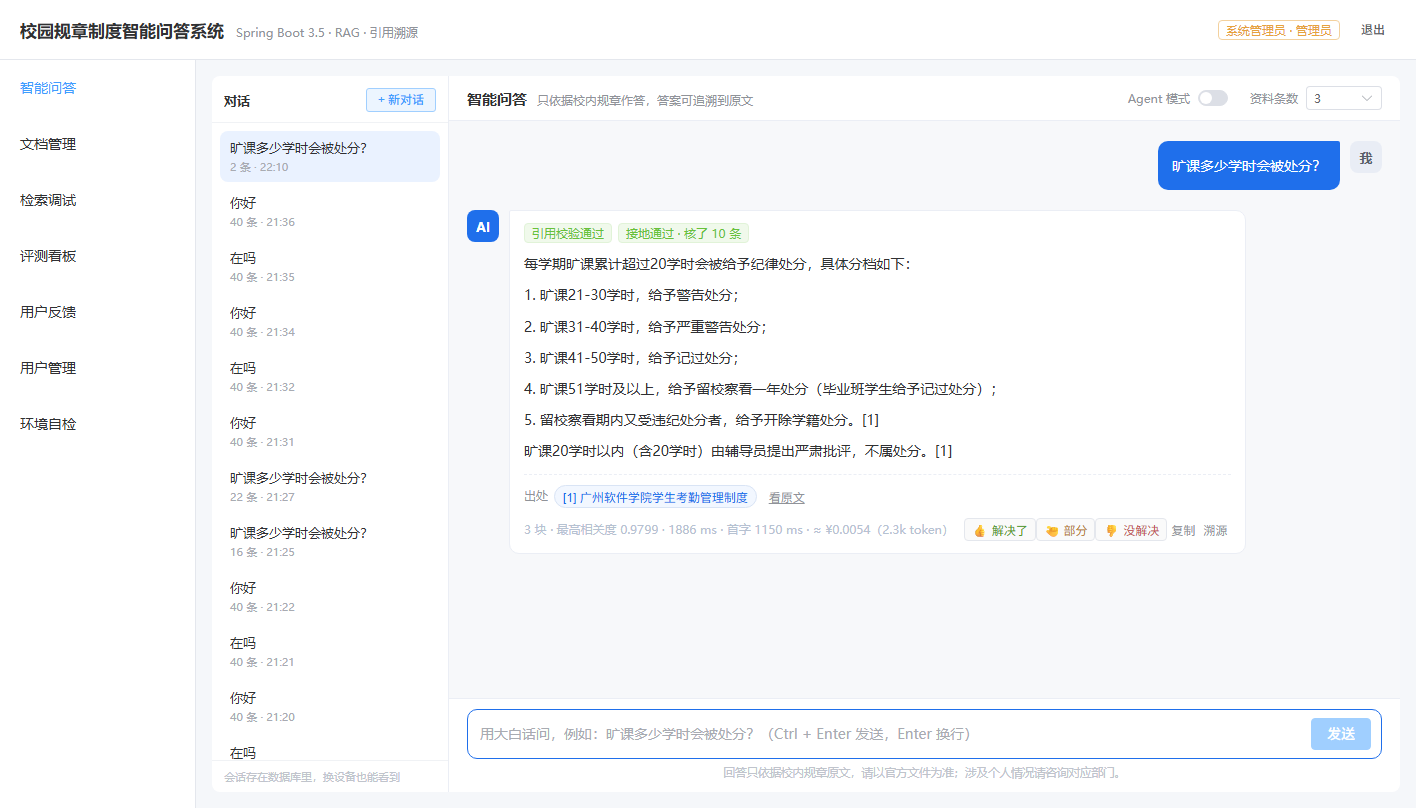 校园规章制度智能问答系统 Spring Boot 3.5 · RAG · 引用溯源
系统管理员 · 管理员 退出
智能问答
文档管理
检索调试
评测看板
用户反馈
用户管理
环境自检
对话 + 新对话
旷课多少学时会被处分?
2 条 · 22:10
你好
40 条 · 21:36
在吗
40 条 · 21:35
你好
40 条 · 21:34
在吗
40 条 · 21:32
你好
40 条 · 21:31
旷课多少学时会被处分?
22 条 · 21:27
旷课多少学时会被处分?
16 条 · 21:25
你好
40 条 · 21:22
在吗
40 条 · 21:21
你好
40 条 · 21:20
在吗
会话存在数据库里，换设备也能看到
智能问答 只依据校内规章作答，答案可追溯到原文
Agent 模式 资料条数 3
旷课多少学时会被处分? 我
AI
引用校验通过 接地通过 · 核了 10 条
每学期旷课累计超过20学时会被给予纪律处分，具体分档如下：
1. 旷课21-30学时，给予警告处分；
2. 旷课31-40学时，给予严重警告处分；
3. 旷课41-50学时，给予记过处分；
4. 旷课51学时及以上，给予留校察看一年处分（毕业班学生给予记过处分）；
5. 留校察看期内又受违纪处分者，给予开除学籍处分。[1]
旷课20学时以内（含20学时）由辅导员提出严肃批评，不属处分。[1]
出处 [1] 广州软件学院学生考勤管理制度 看原文
3 块 · 最高相关度 0.9799 · 1886 ms · 首字 1150 ms · ≈ ¥0.0054（2.3k token） 👍 解决了 👏 部分 👎 没解决 复制 溯源
用大白话问，例如：旷课多少学时会被处分？（Ctrl + Enter 发送，Enter 换行） 发送
回答只依据校内规章原文，请以官方文件为准；涉及个人情况请咨询对应部门。